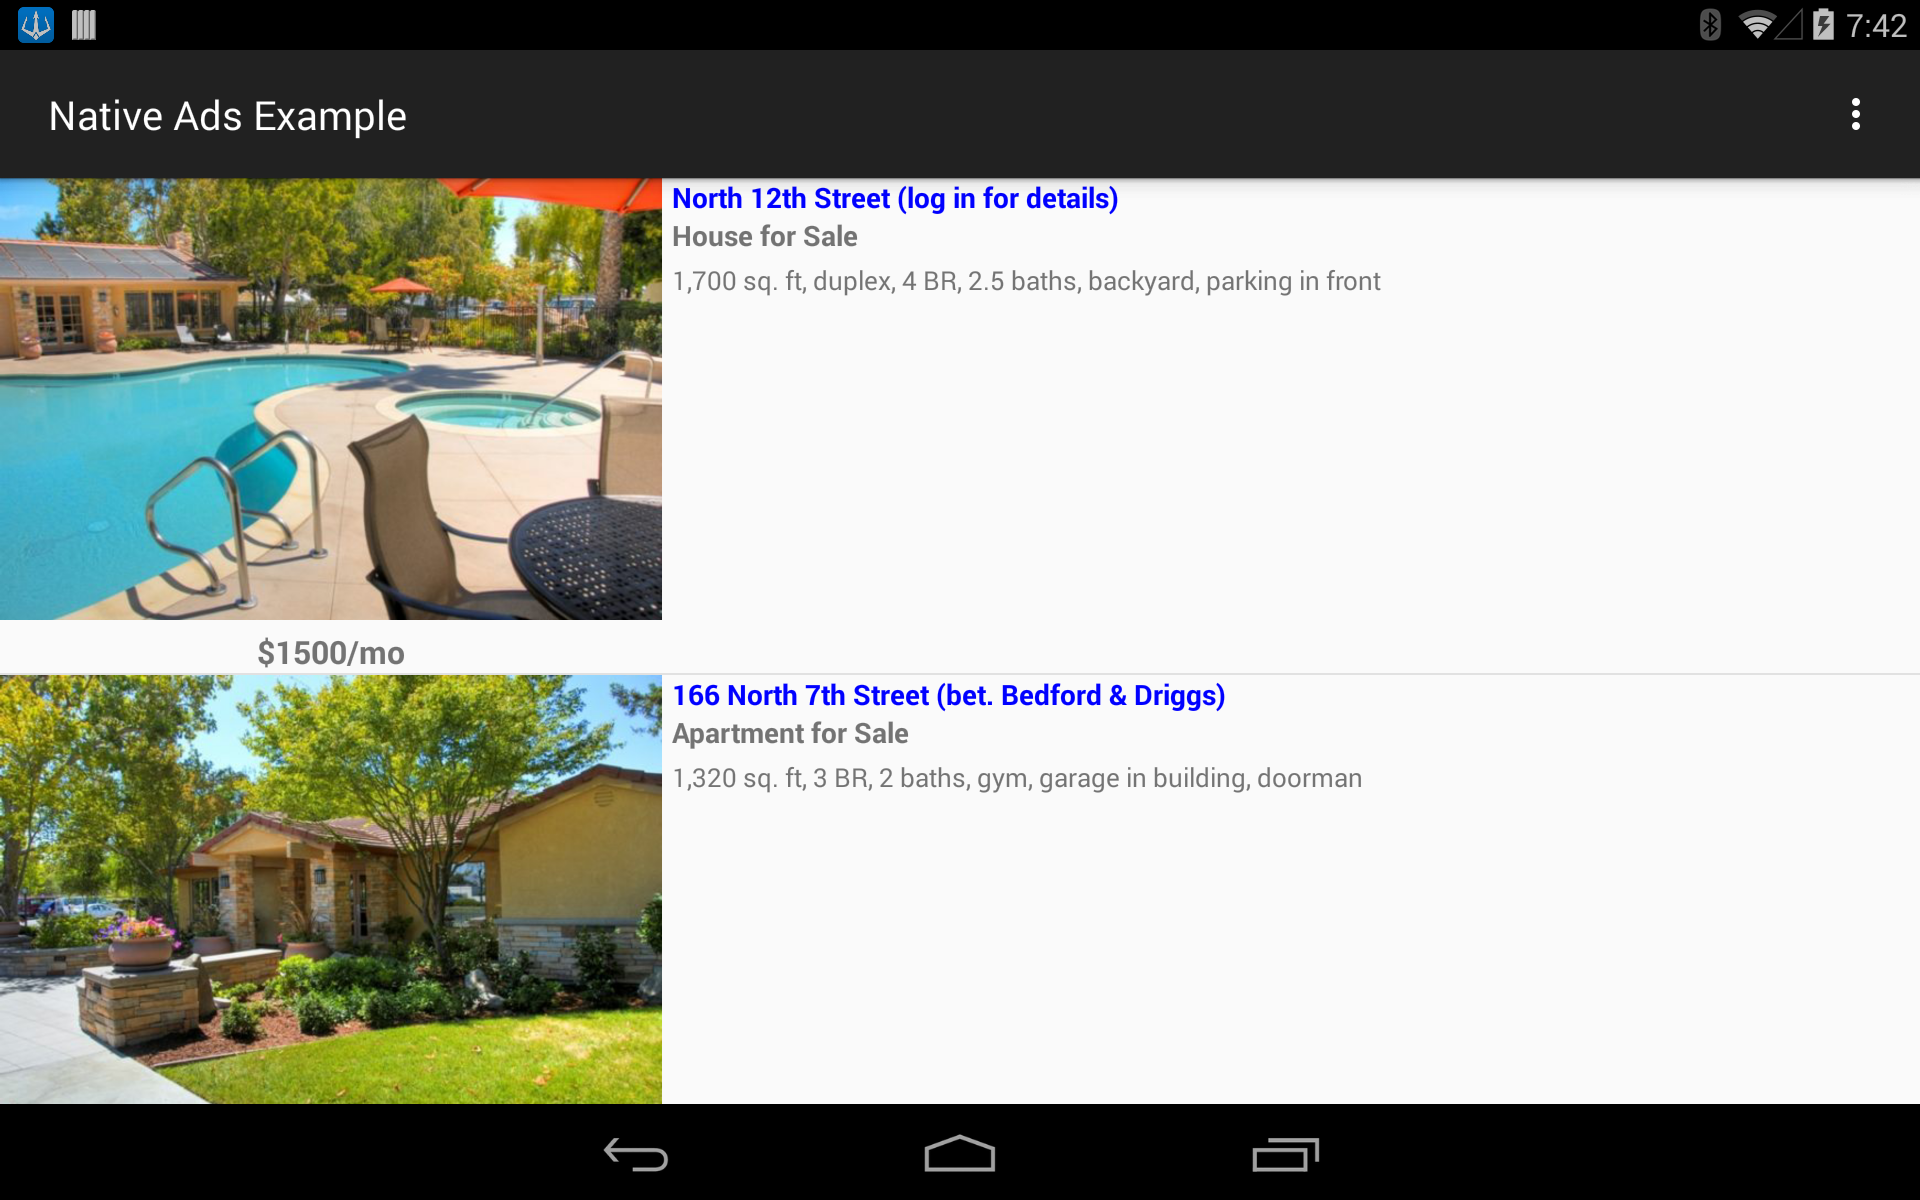 7:42
Native Ads Example
North 12th Street (log in for details)
House for Sale
1,700 sq. ft, duplex, 4 BR, 2.5 baths, backyard, parking in front
$1500/mo
166 North 7th Street (bet. Bedford & Driggs)
Apartment for Sale
1,320 sq. ft, 3 BR, 2 baths, gym, garage in building, doorman